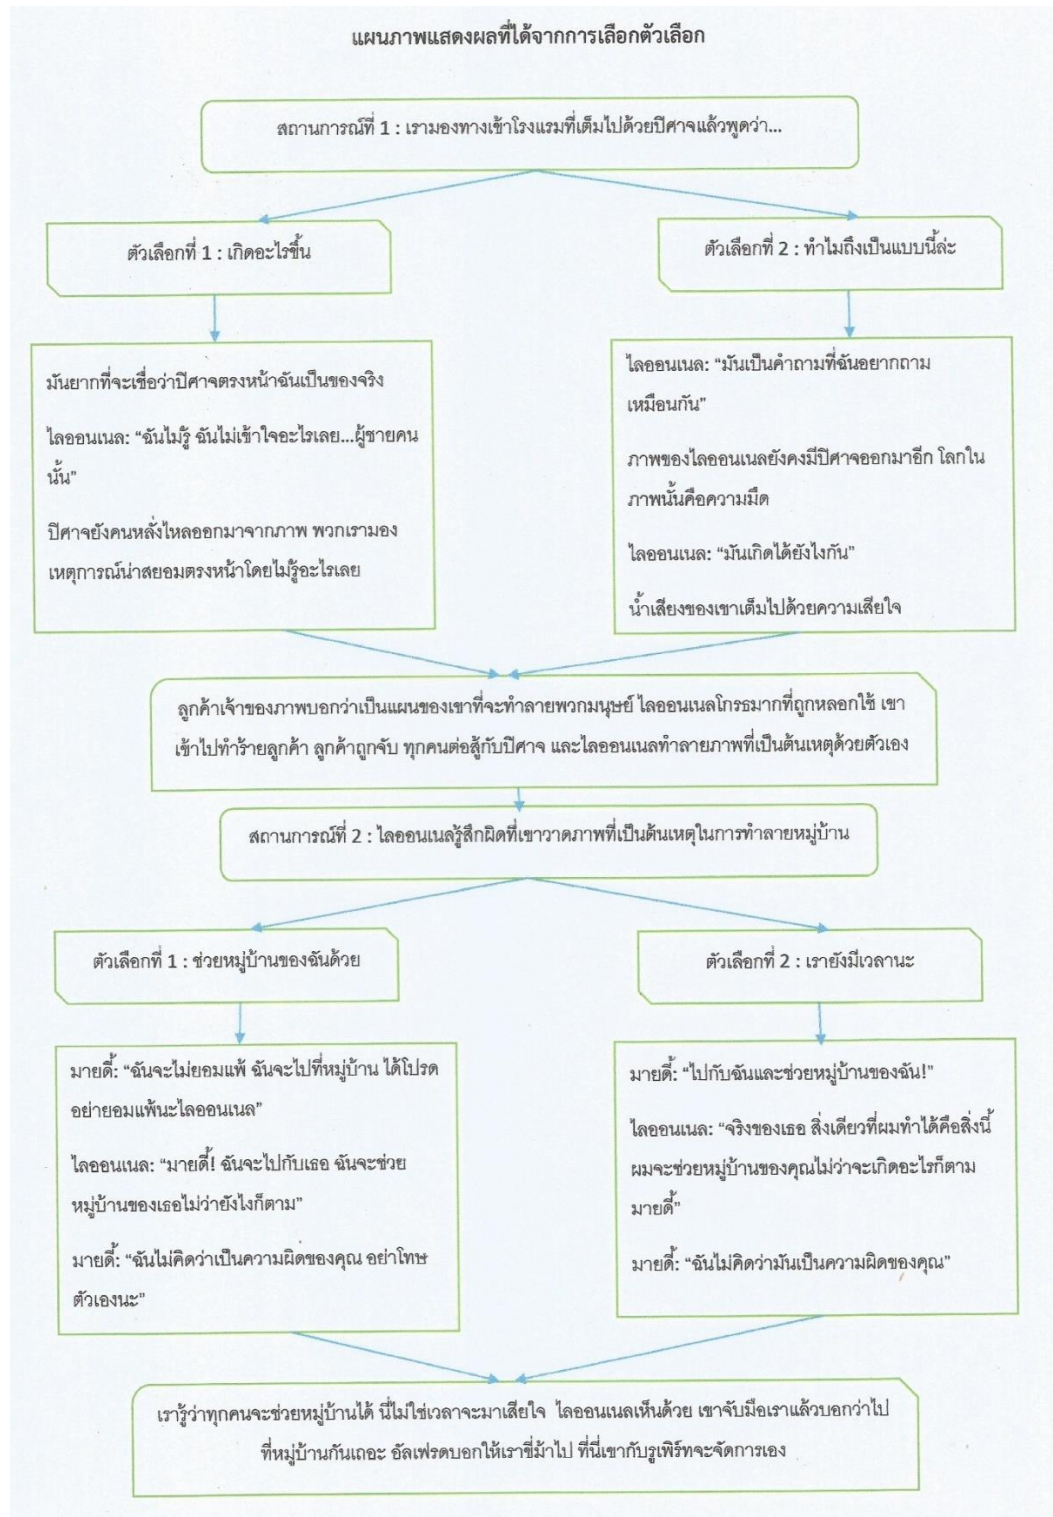 แผนภาพแสดงผลที่ได้จากการเลือกตัวเลือก
สถานการณ์ที่ 1 : เรามองทางเข้าโรงแรมที่เต็มไปด้วยปิศาจแล้วพูดว่า...
ตัวเลือกที่ 1 : เกิดอะไรขึ้น
ตัวเลือกที่ 2 : ทำไมถึงเป็นแบบนี้ล่ะ
มันยากที่จะเชื่อว่าปิศาจตรงหน้าฉันเป็นของจริง
ไลออนเนล: “ฉันไม่รู้ ฉันไม่เข้าใจอะไรเลย...ผู้ชายคน
นั้น”
ปิศาจยังคนหลั่งไหลออกมาจากภาพ พวกเรามอง
เหตุการณ์น่าสยอมตรงหน้าโดยไม่รู้อะไรเลย
ไลออนเนล: “มันเป็นคำถามที่ฉันอยากถาม
เหมือนกัน”
ภาพของไลออนเนลยังคงมีปิศาจออกมาอีก โลกใน
ภาพนั้นคือความมืด
ไลออนเนล: “มันเกิดได้ยังไงกัน”
น้ำเสียงของเขาเต็มไปด้วยความเสียใจ
ลูกค้าเจ้าของภาพบอกว่าเป็นแผนของเขาที่จะทำลายพวกมนุษย์ ไลออนเนลโกรธมากที่ถูกหลอกใช้ เขา
เข้าไปทำร้ายลูกค้า ลูกค้าถูกจับ ทุกคนต่อสู้กับปิศาจ และไลออนเนลทำลายภาพที่เป็นต้นเหตุด้วยตัวเอง
สถานการณ์ที่ 2 : ไลออนเนลรู้สึกผิดที่เขาวาดภาพที่เป็นต้นเหตุในการทำลายหมู่บ้าน
ตัวเลือกที่ 1 : ช่วยหมู่บ้านของฉันด้วย
ตัวเลือกที่ 2 : เรายังมีเวลานะ
มายดี้: “ฉันจะไม่ยอมแพ้ ฉันจะไปที่หมู่บ้าน ได้โปรด
อย่ายอมแพ้นะไลออนเนล”
ไลออนเนล: “มายดี้! ฉันจะไปกับเธอ ฉันจะช่วย
หมู่บ้านของเธอไม่ว่ายังไงก็ตาม”
มายดี้: “ฉันไม่คิดว่าเป็นความผิดของคุณ อย่าโทษ
ตัวเองนะ”
มายดี้: “ไปกับฉันและช่วยหมู่บ้านของฉัน!”
ไลออนเนล: “จริงของเธอ สิ่งเดียวที่ผมทำได้คือสิ่งนี้
ผมจะช่วยหมู่บ้านของคุณไม่ว่าจะเกิดอะไรก็ตาม
มายดี้”
มายดี้: “ฉันไม่คิดว่ามันเป็นความผิดของคุณ”
เรารู้ว่าทุกคนจะช่วยหมู่บ้านได้ นี่ไม่ใช่เวลาจะมาเสียใจ ไลออนเนลเห็นด้วย เขาจับมือเราแล้วบอกว่าไป
ที่หมู่บ้านกันเถอะ อัลเฟรดบอกให้เราขี่ม้าไป ที่นี่เขากับรูเพิร์ทจะจัดการเอง